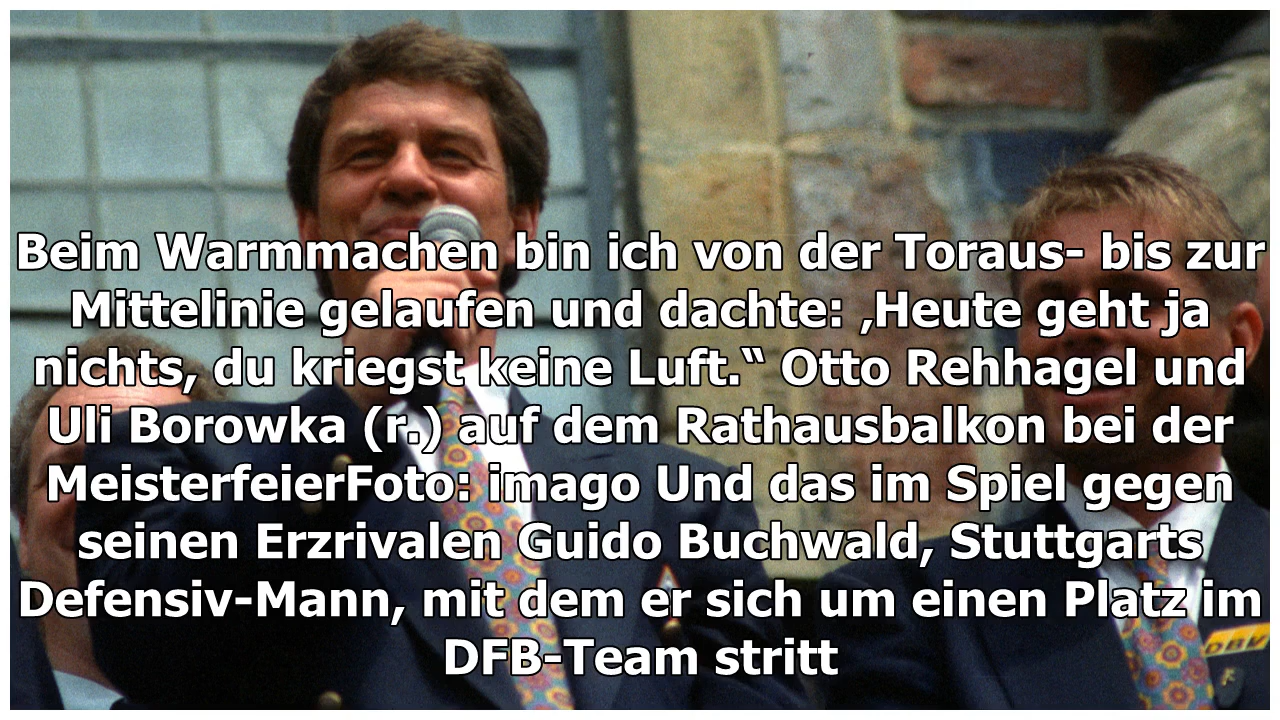 Beim Warmmachen bin ich von der Toraus- bis zur
Mittelinie gelaufen und dachte: ‚Heute geht ja
nichts, du kriegst keine Luft.“ Otto Rehhagel und
Uli Borowka (r.) auf dem Rathausbalkon bei der
MeisterfeierFoto: imago Und das im Spiel gegen
seinen Erzrivalen Guido Buchwald, Stuttgarts
Defensiv-Mann, mit dem er sich um einen Platz im
DFB-Team stritt
DBV